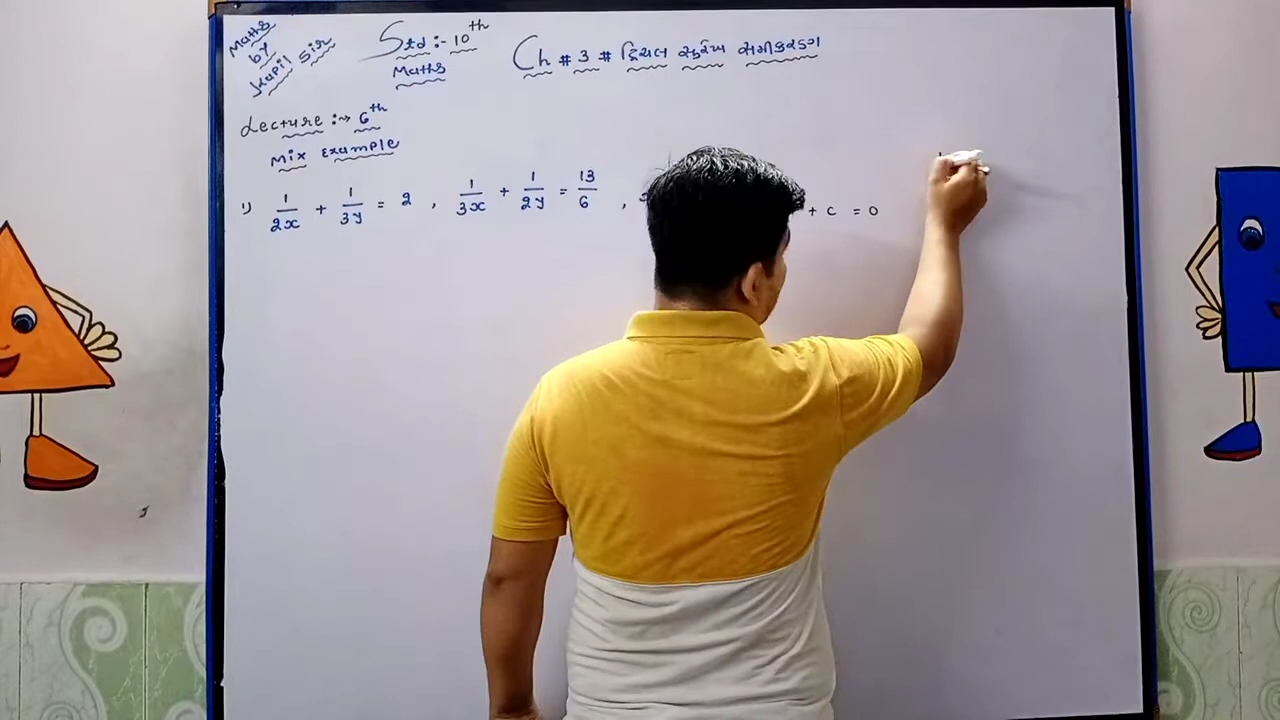 Maths
by
Kapil Sir
Std :- 10th
Maths
Ch # 3 # દ્વિચલ સુરેખ સમીકરણ
Lecture :→ 6th
Mix Example
1) 1/2x + 1/3y = 2 , 1/3x + 1/2y = 13/6 ,
+ c = 0